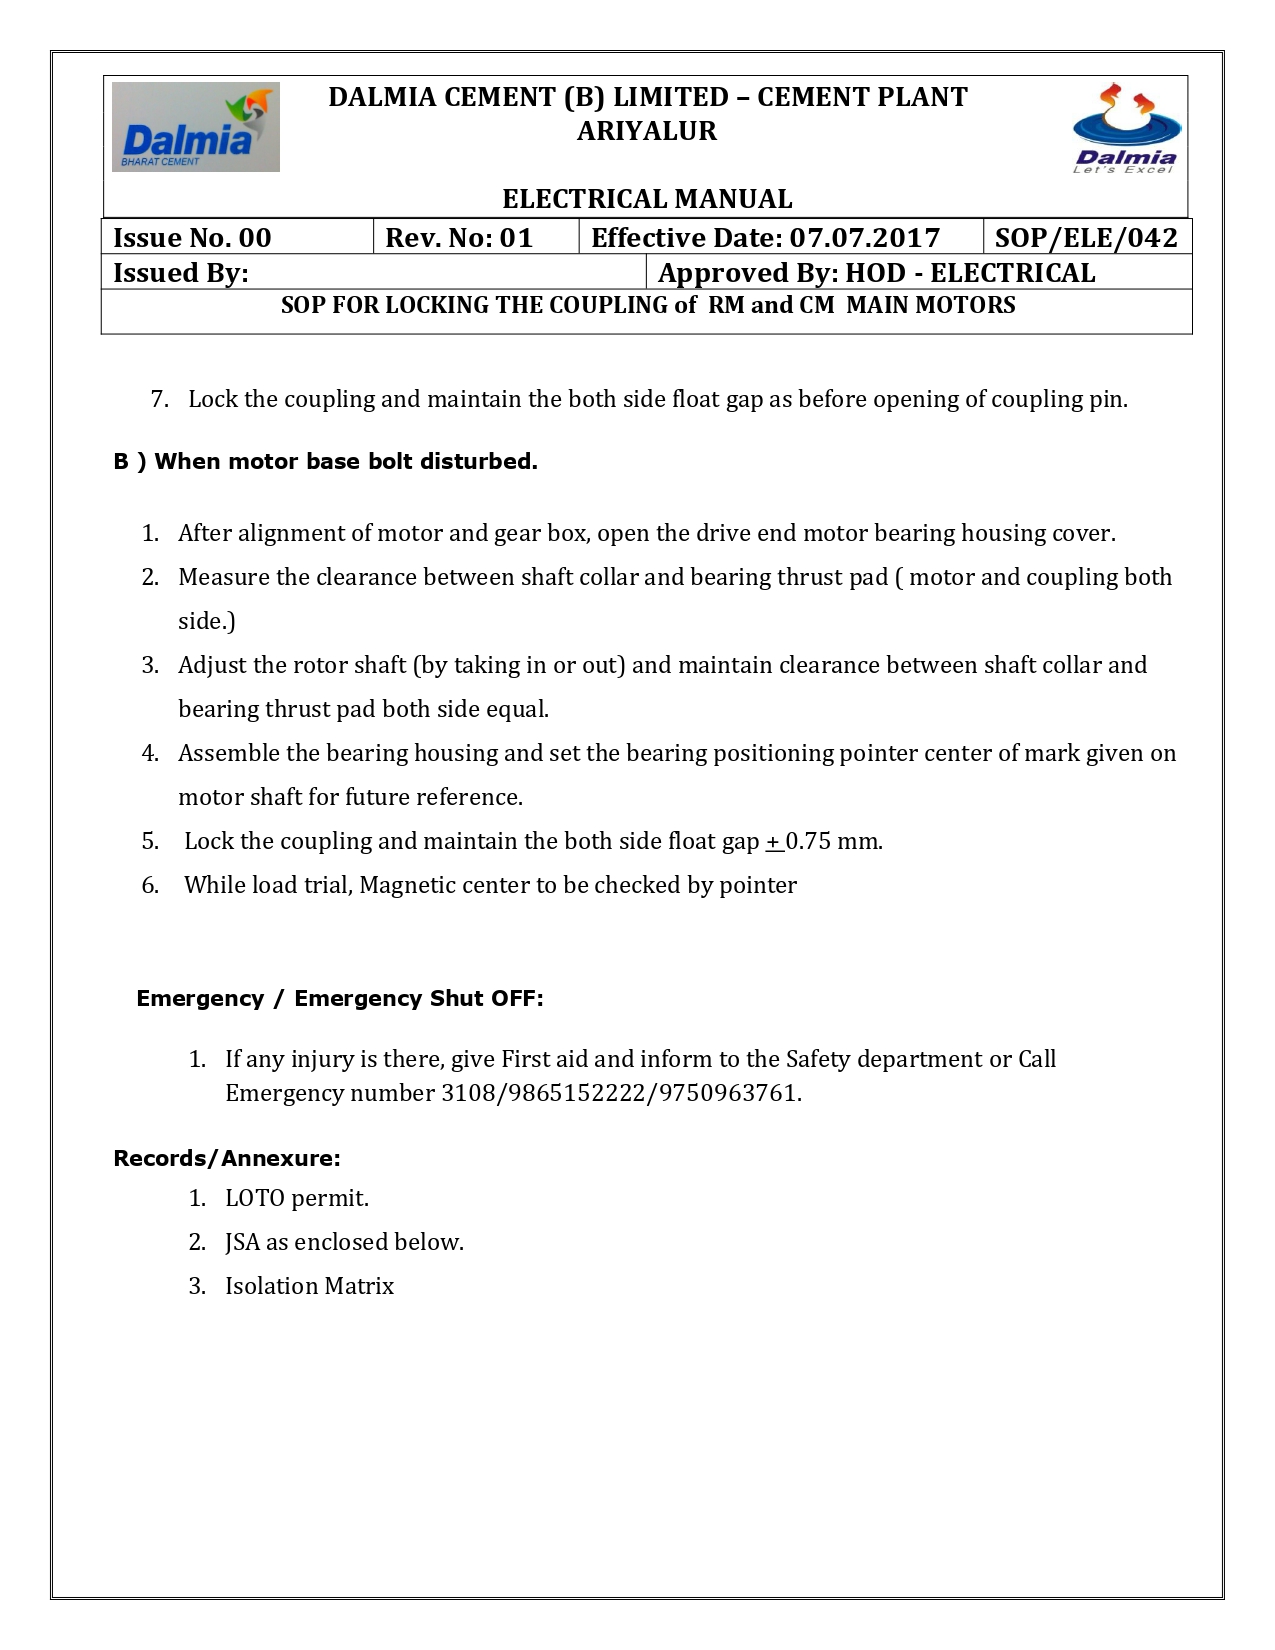 Dalmia
BHARAT CEMENT
DALMIA CEMENT (B) LIMITED – CEMENT PLANT
ARIYALUR
ELECTRICAL MANUAL
Dalmia
Let's Excel
Issue No. 00 Rev. No: 01 Effective Date: 07.07.2017 SOP/ELE/042
Issued By: Approved By: HOD - ELECTRICAL
SOP FOR LOCKING THE COUPLING of RM and CM MAIN MOTORS
7. Lock the coupling and maintain the both side float gap as before opening of coupling pin.
B ) When motor base bolt disturbed.
1. After alignment of motor and gear box, open the drive end motor bearing housing cover.
2. Measure the clearance between shaft collar and bearing thrust pad ( motor and coupling both
side.)
3. Adjust the rotor shaft (by taking in or out) and maintain clearance between shaft collar and
bearing thrust pad both side equal.
4. Assemble the bearing housing and set the bearing positioning pointer center of mark given on
motor shaft for future reference.
5. Lock the coupling and maintain the both side float gap + 0.75 mm.
6. While load trial, Magnetic center to be checked by pointer
Emergency / Emergency Shut OFF:
1. If any injury is there, give First aid and inform to the Safety department or Call
Emergency number 3108/9865152222/9750963761.
Records/Annexure:
1. LOTO permit.
2. JSA as enclosed below.
3. Isolation Matrix